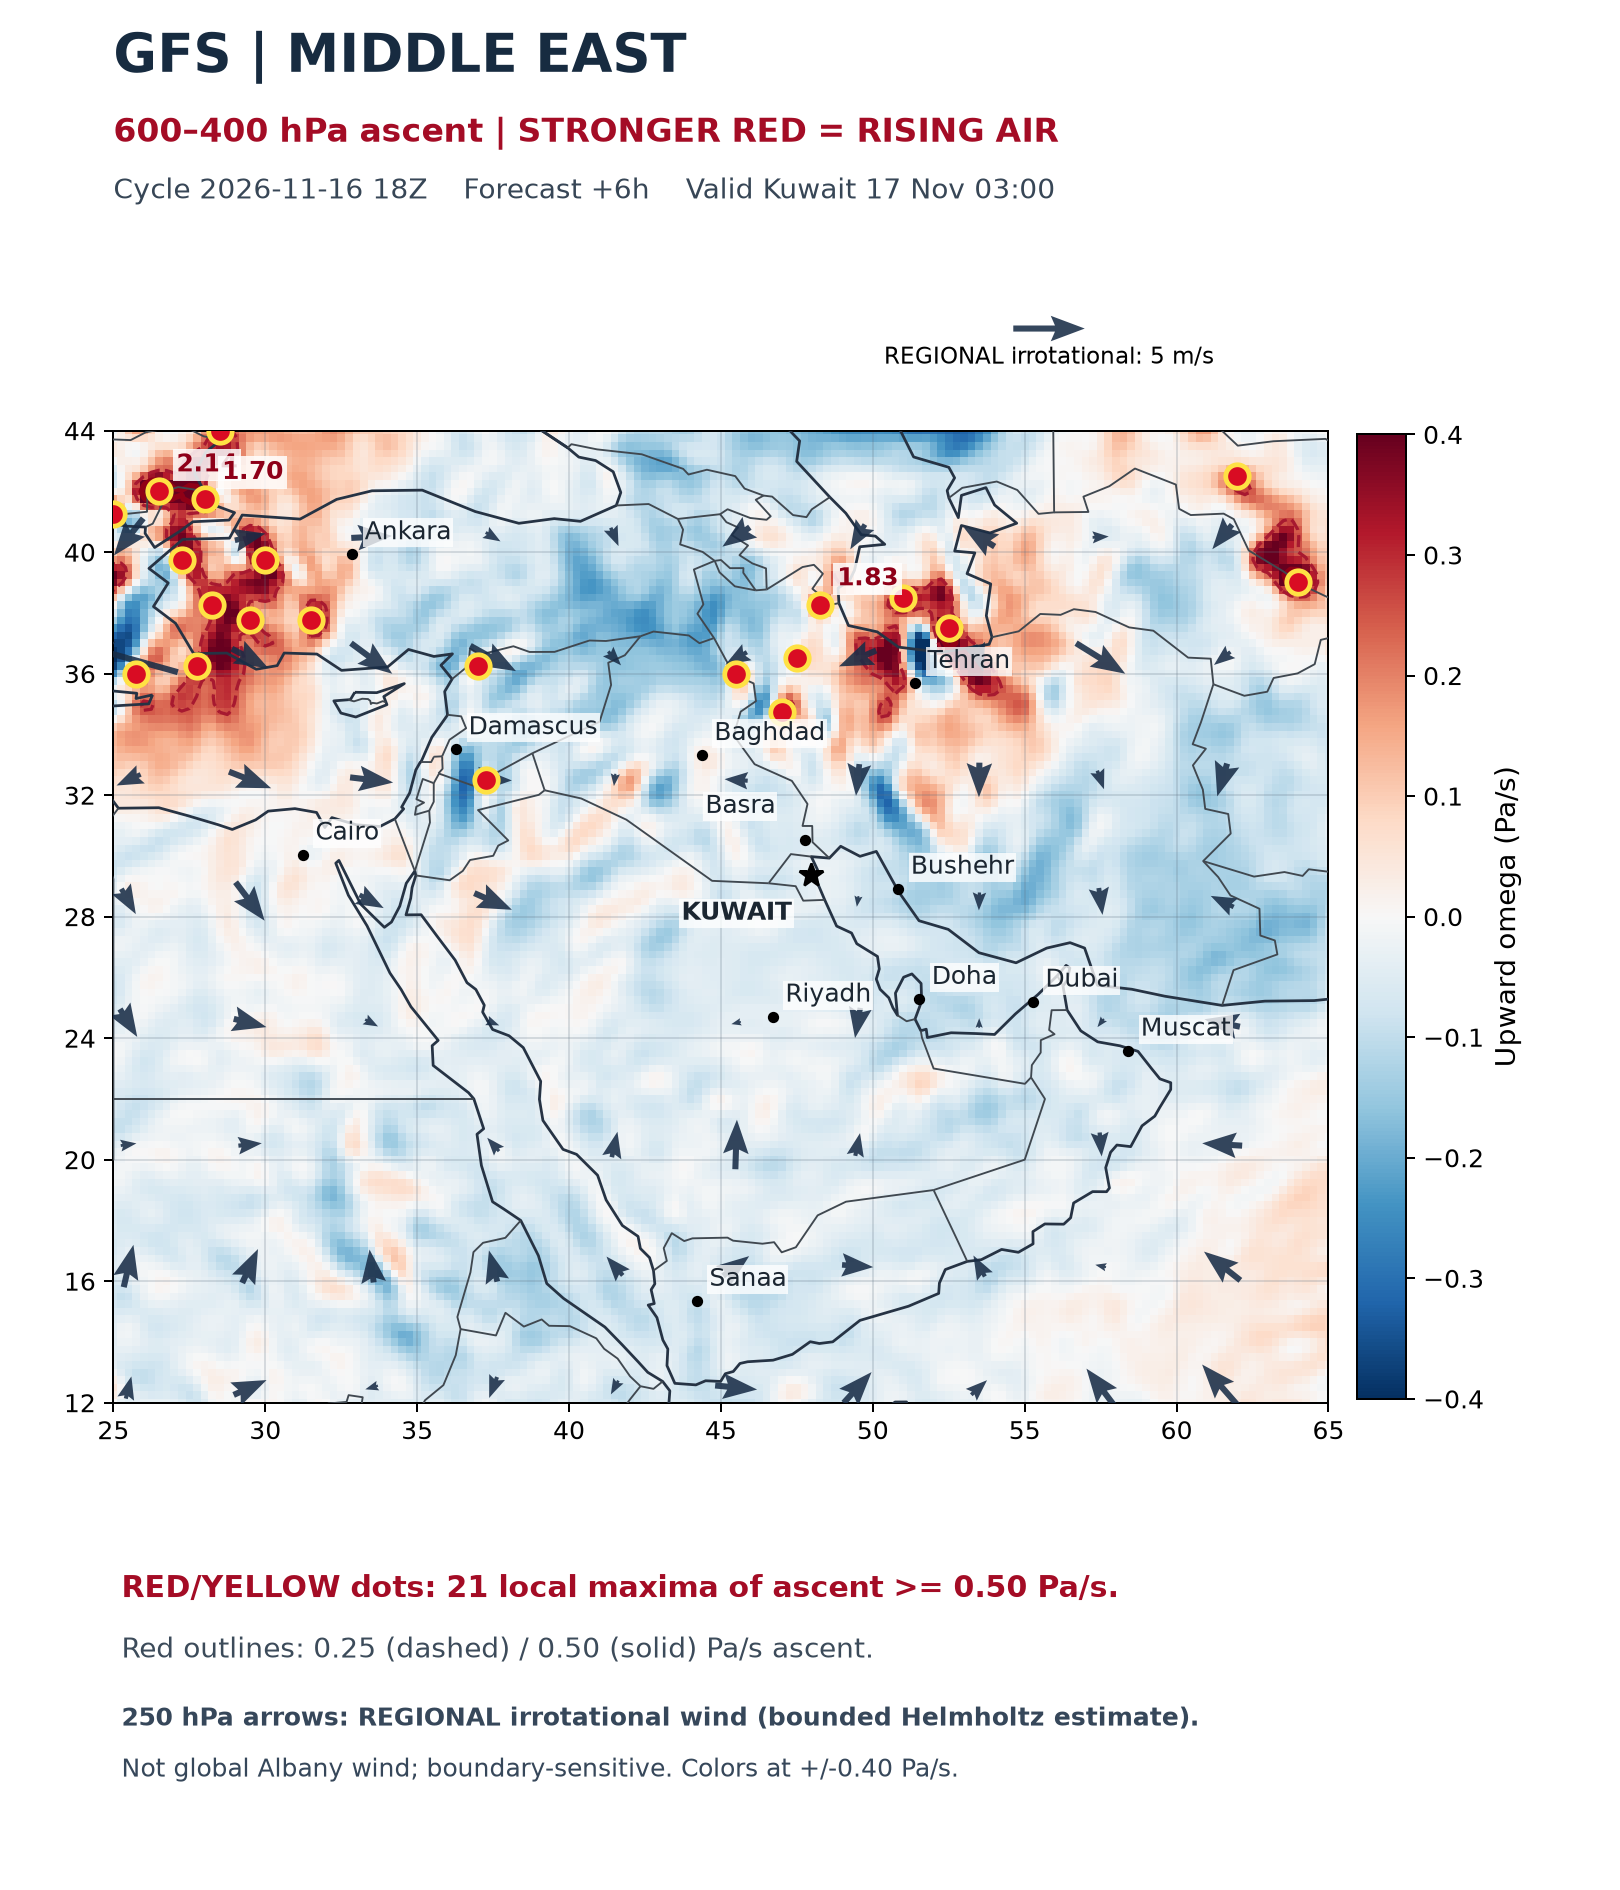 GFS | MIDDLE EAST
600–400 hPa ascent | STRONGER RED = RISING AIR
Cycle 2026-11-16 18Z    Forecast +6h    Valid Kuwait 17 Nov 03:00
REGIONAL irrotational: 5 m/s
44
40
36
32
28
24
20
16
12
25
30
35
40
45
50
55
60
65
1.70
1.83
Ankara
Tehran
Damascus
Baghdad
Basra
Cairo
Bushehr
KUWAIT
Riyadh
Doha
Dubai
Muscat
Sanaa
0.4
0.3
0.2
0.1
0.0
−0.1
−0.2
−0.3
−0.4
Upward omega (Pa/s)
RED/YELLOW dots: 21 local maxima of ascent >= 0.50 Pa/s.
Red outlines: 0.25 (dashed) / 0.50 (solid) Pa/s ascent.
250 hPa arrows: REGIONAL irrotational wind (bounded Helmholtz estimate).
Not global Albany wind; boundary-sensitive. Colors at +/-0.40 Pa/s.